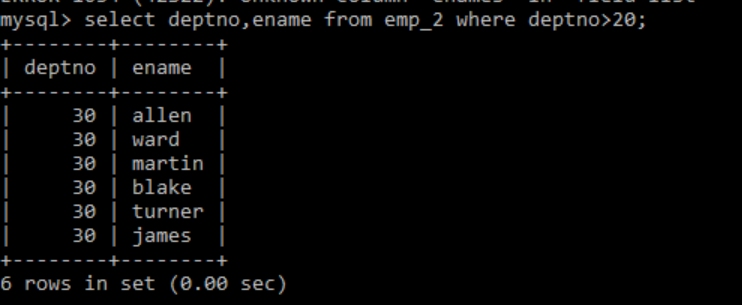 mysql> select deptno,ename from emp_2 where deptno>20;
+--------+--------+
| deptno | ename  |
+--------+--------+
|     30 | allen  |
|     30 | ward   |
|     30 | martin |
|     30 | blake  |
|     30 | turner |
|     30 | james  |
+--------+--------+
6 rows in set (0.00 sec)